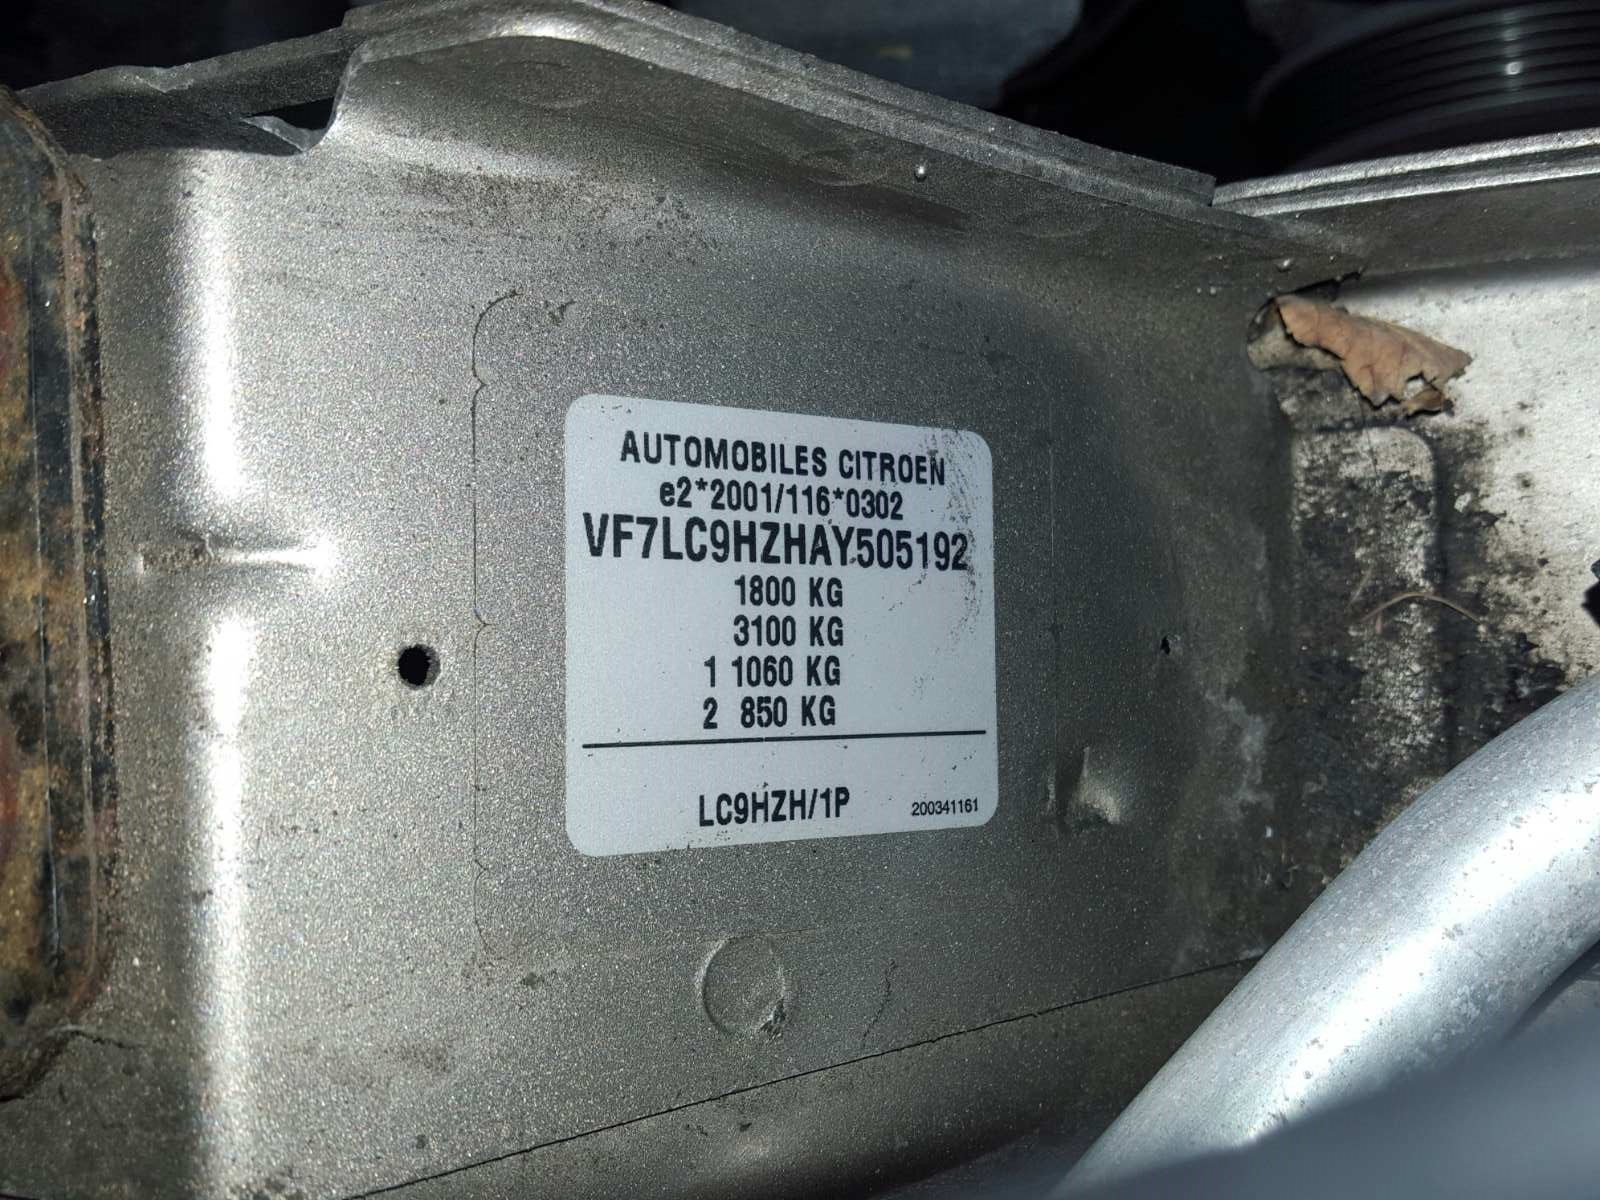 AUTOMOBILES CITROEN
e2*2001/116*0302
VF7LC9HZHAY505192
1800 KG
3100 KG
1 1060 KG
2 850 KG
LC9HZH/1P 200341161